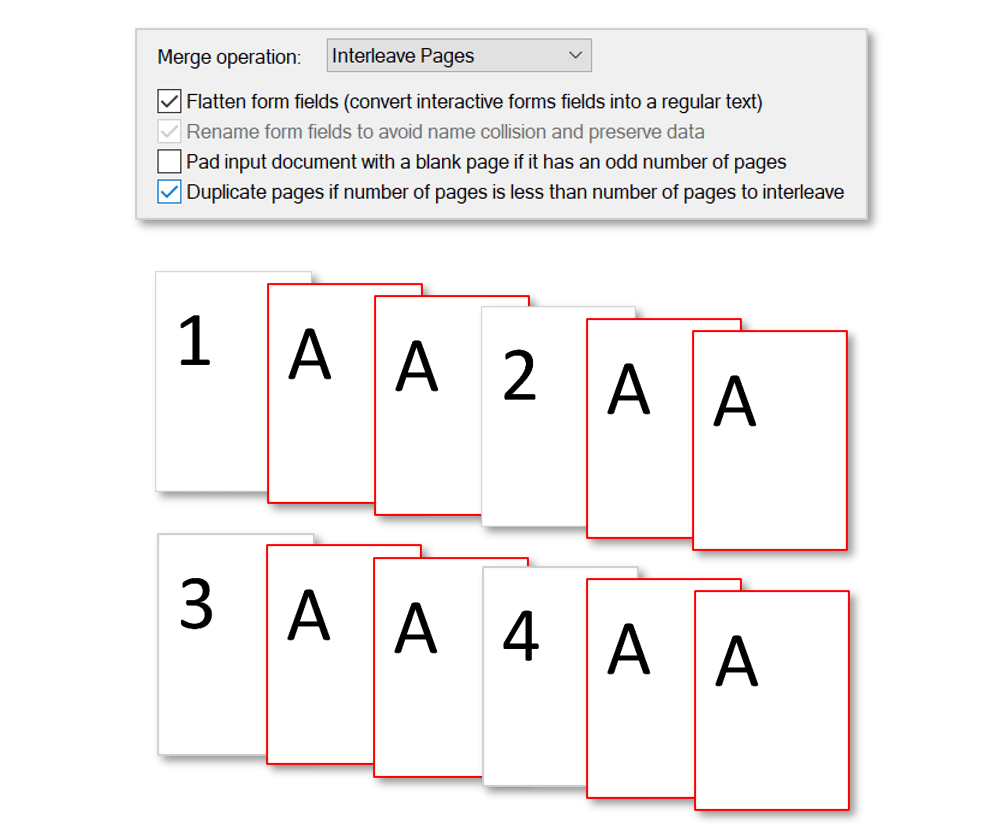 Merge operation: Interleave Pages
Flatten form fields (convert interactive forms fields into a regular text)
Rename form fields to avoid name collision and preserve data
Pad input document with a blank page if it has an odd number of pages
Duplicate pages if number of pages is less than number of pages to interleave
1 A A 2 A A
3 A A 4 A A